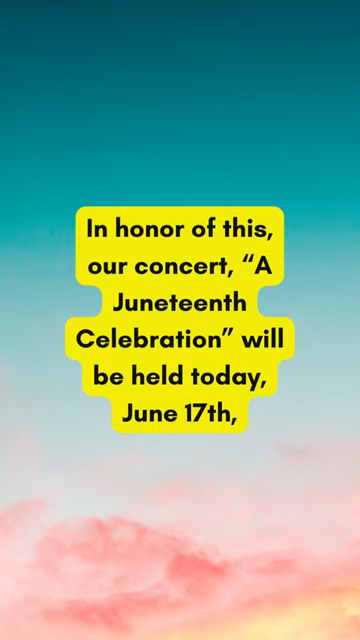 In honor of this,
our concert, “A
Juneteenth
Celebration” will
be held today,
June 17th,